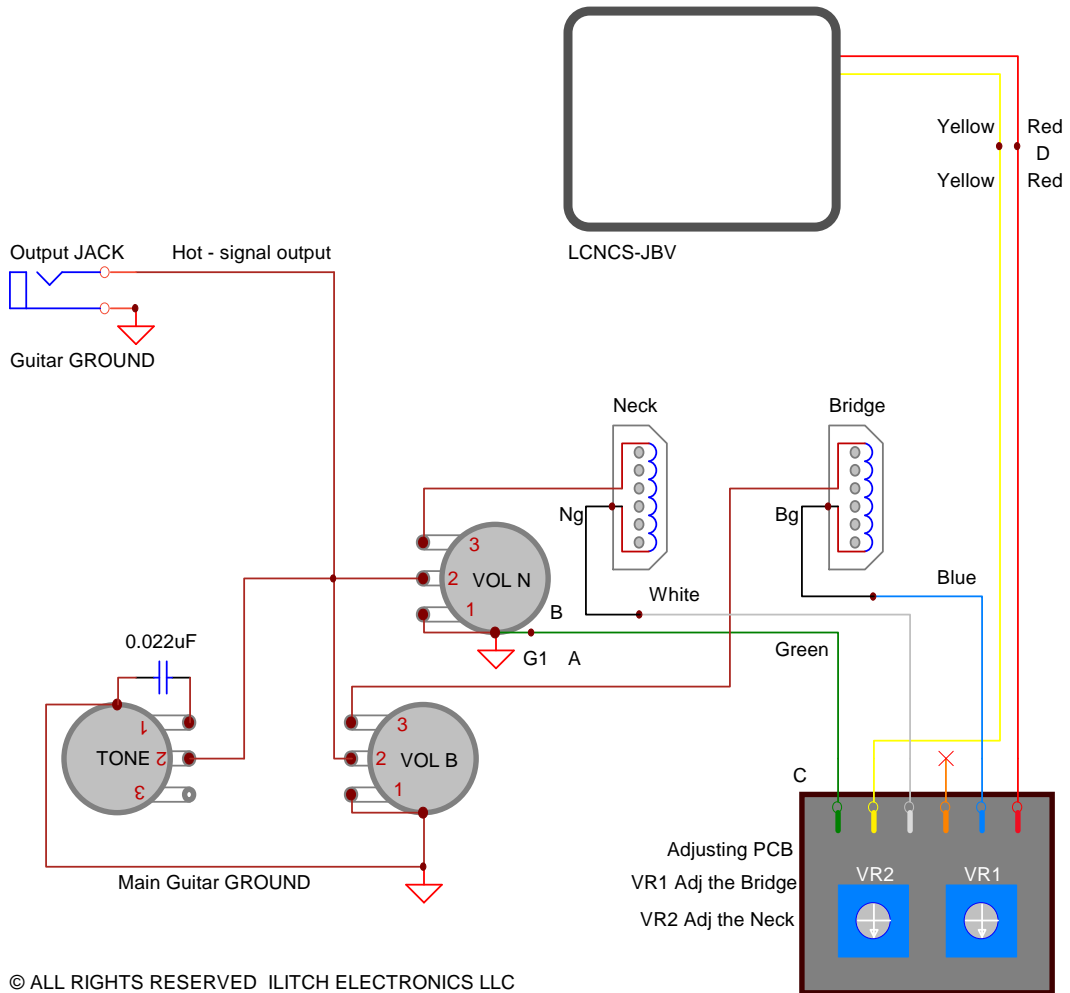 Yellow Red
D
Yellow Red
Output JACK Hot - signal output
LCNCS-JBV
Guitar GROUND
Neck Bridge
Ng Bg
3
2 VOL N
1
White
Blue
B
G1 A
Green
0.022uF
1
TONE 2
3
3
2 VOL B
1
C
Main Guitar GROUND
Adjusting PCB
VR1 Adj the Bridge
VR2 Adj the Neck
VR2 VR1
© ALL RIGHTS RESERVED ILITCH ELECTRONICS LLC